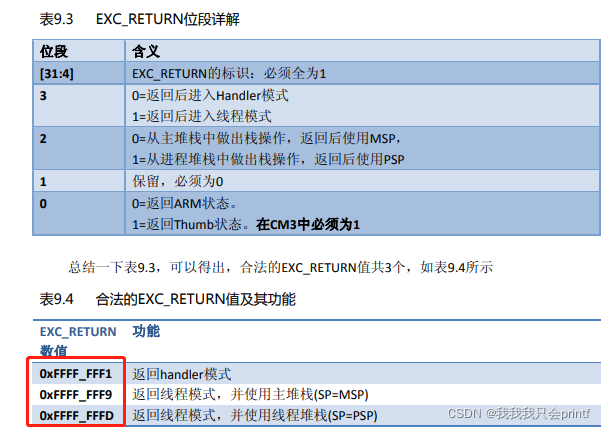 表9.3 EXC_RETURN位段详解
位段 含义
[31:4] EXC_RETURN的标识：必须全为1
3 0=返回后进入Handler模式
1=返回后进入线程模式
2 0=从主堆栈中做出栈操作，返回后使用MSP，
1=从进程堆栈中做出栈操作，返回后使用PSP
1 保留，必须为0
0 0=返回ARM状态。
1=返回Thumb状态。在CM3中必须为1
总结一下表9.3，可以得出，合法的EXC_RETURN值共3个，如表9.4所示
表9.4 合法的EXC_RETURN值及其功能
EXC_RETURN 功能
数值
0xFFFF_FFF1 返回handler模式
0xFFFF_FFF9 返回线程模式，并使用主堆栈(SP=MSP)
0xFFFF_FFFD 返回线程模式，并使用线程堆栈(SP=PSP)
CSDN @我我我只会printf